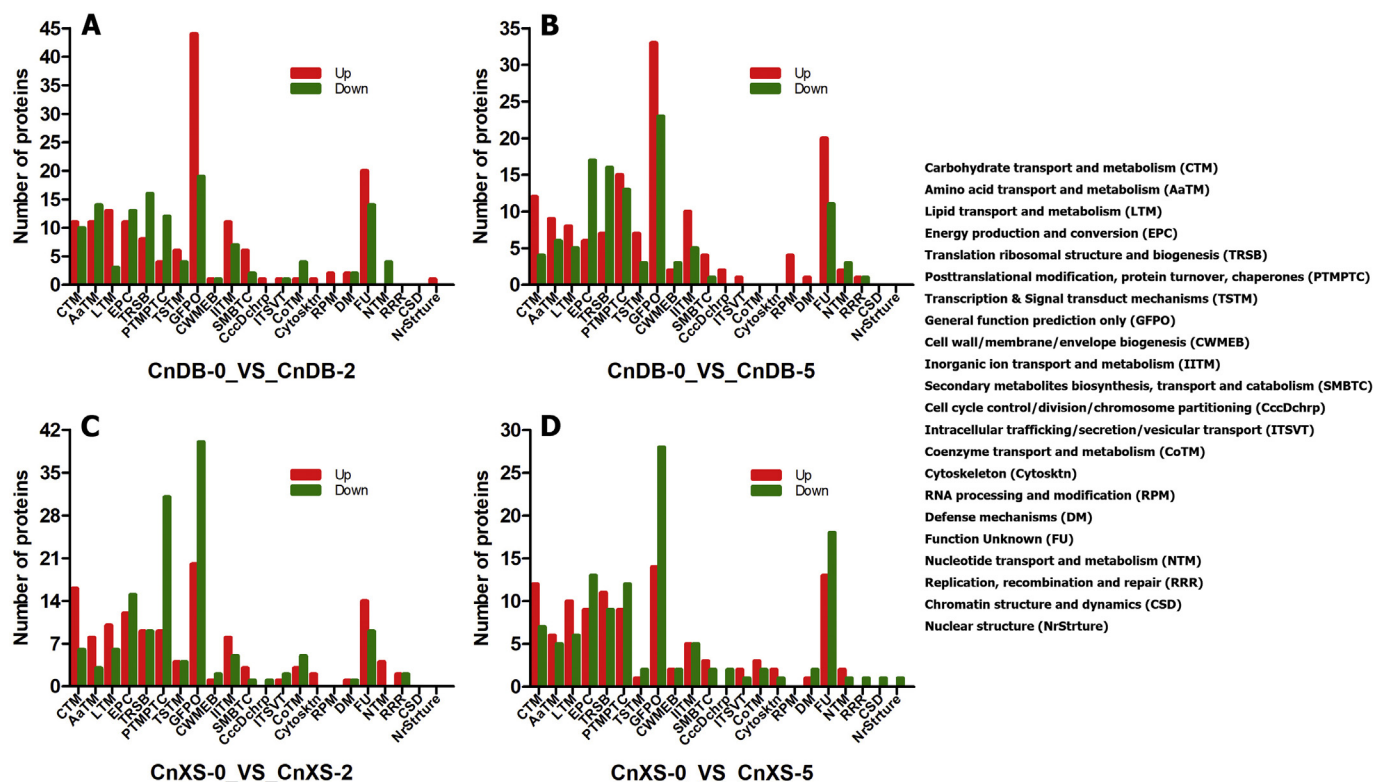 A
Number of proteins
45
40
35
30
25
20
15
10
5
0
Up
Down
CTM
AaTM
LTM
EPC
TRSB
PTMPTC
TSTM
GFPO
CWMEB
IITM
SMBTC
CccDchrp
ITSVT
CoTM
Cytosktn
RPM
DM
FU
NTM
RRR
CSD
NrStrture
CnDB-0_VS_CnDB-2
B
Number of proteins
35
30
25
20
15
10
5
0
Up
Down
CTM
AaTM
LTM
EPC
TRSB
PTMPTC
TSTM
GFPO
CWMEB
IITM
SMBTC
CccDchrp
ITSVT
CoTM
Cytosktn
RPM
DM
FU
NTM
RRR
CSD
NrStrture
CnDB-0_VS_CnDB-5
C
Number of proteins
42
35
28
21
14
7
0
Up
Down
CTM
AaTM
LTM
EPC
TRSB
PTMPTC
TSTM
GFPO
CWMEB
IITM
SMBTC
CccDchrp
ITSVT
CoTM
Cytosktn
RPM
DM
FU
NTM
RRR
CSD
NrStrture
CnXS-0_VS_CnXS-2
D
Number of proteins
30
25
20
15
10
5
0
Up
Down
CTM
AaTM
LTM
EPC
TRSB
PTMPTC
TSTM
GFPO
CWMEB
IITM
SMBTC
CccDchrp
ITSVT
CoTM
Cytosktn
RPM
DM
FU
NTM
RRR
CSD
NrStrture
CnXS-0_VS_CnXS-5
Carbohydrate transport and metabolism (CTM)
Amino acid transport and metabolism (AaTM)
Lipid transport and metabolism (LTM)
Energy production and conversion (EPC)
Translation ribosomal structure and biogenesis (TRSB)
Posttranslational modification, protein turnover, chaperones (PTMPTC)
Transcription & Signal transduct mechanisms (TSTM)
General function prediction only (GFPO)
Cell wall/membrane/envelope biogenesis (CWMEB)
Inorganic ion transport and metabolism (IITM)
Secondary metabolites biosynthesis, transport and catabolism (SMBTC)
Cell cycle control/division/chromosome partitioning (CccDchrp)
Intracellular trafficking/secretion/vesicular transport (ITSVT)
Coenzyme transport and metabolism (CoTM)
Cytoskeleton (Cytosktn)
RNA processing and modification (RPM)
Defense mechanisms (DM)
Function Unknown (FU)
Nucleotide transport and metabolism (NTM)
Replication, recombination and repair (RRR)
Chromatin structure and dynamics (CSD)
Nuclear structure (NrStrture)